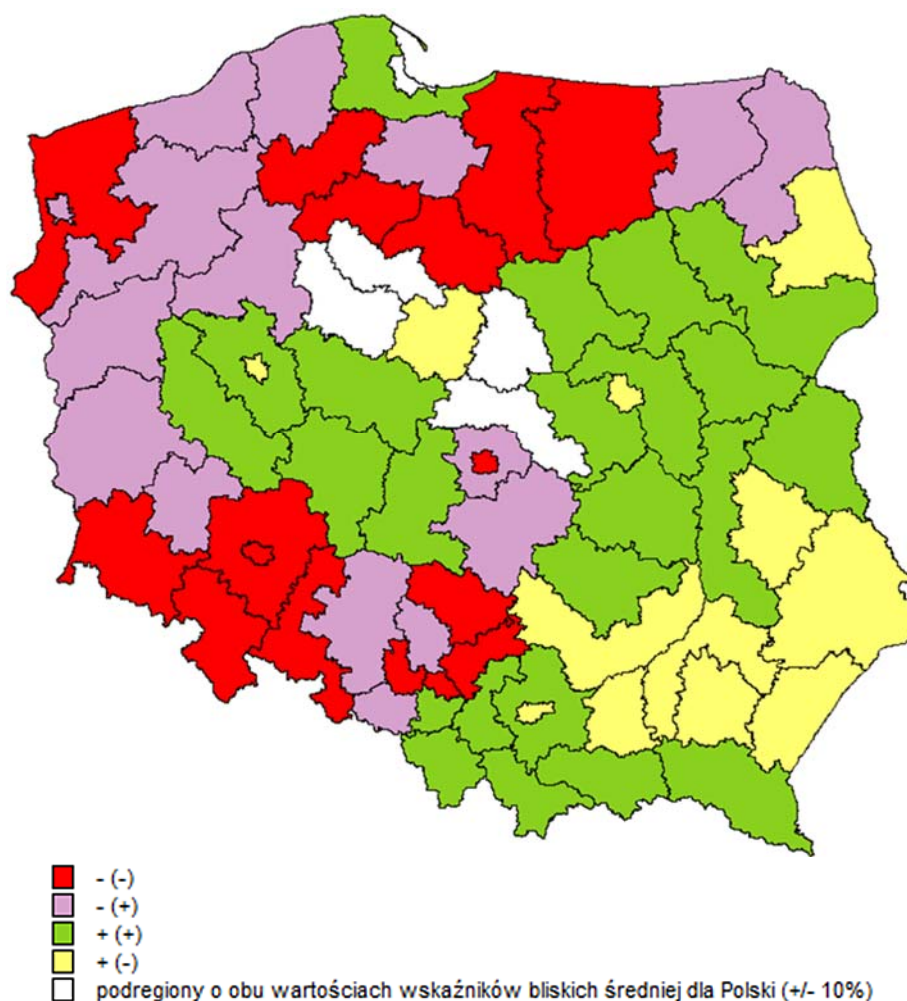 - (-)
- (+)
+ (+)
+ (-)
podregiony o obu wartościach wskaźników bliskich średniej dla Polski (+/- 10%)